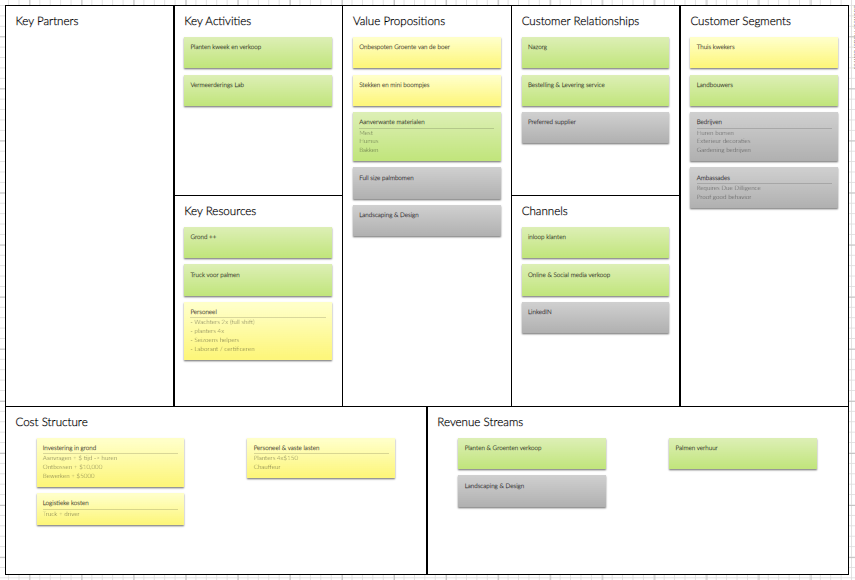 Key Partners
Key Activities
Planten kweek en verkoop
Vermeerderings Lab
Key Resources
Grond ++
Truck voor palmen
Personeel
- Wachters 2x (full stott)
- planters 4x
- Seizoens helpers
- Laborant / certificeren
Value Propositions
Onbespoten Groente van de boer
Stekken en mini boompjes
Aanverwante materialen
Mest
Humus
Bakken
Full size palmbomen
Landscaping & Design
Customer Relationships
Nazorg
Bestelling & Levering service
Preferred supplier
Channels
inloop klanten
Online & Social media verkoop
LinkedIN
Customer Segments
Thuis kwekers
Landbouwers
Bedrijven
Exterieur decoraties
Gardening bedrijven
Ambassades
Requires Due Diligence
Proof good behavior
Cost Structure
Investering in grond
Aanvragen = $ tijd -> huren
Ontbossen = $10,000
Bewerken = $5000
Logistieke kosten
Truck + driver
Personeel & vaste lasten
Planters 4x$150
Chauffeur
Revenue Streams
Planten & Groenten verkoop
Landscaping & Design
Palmen verhuur